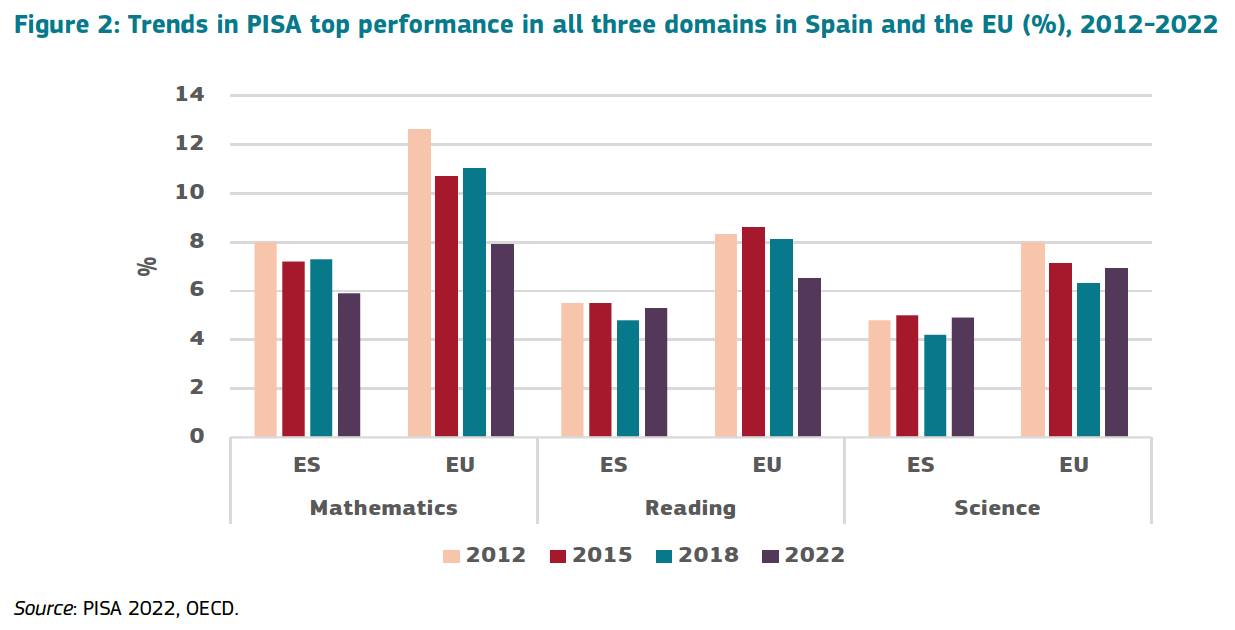 Figure 2: Trends in PISA top performance in all three domains in Spain and the EU (%), 2012–2022
14
12
10
8
6
4
2
0
%
ES
EU
ES
EU
ES
EU
Mathematics
Reading
Science
2012
2015
2018
2022
Source: PISA 2022, OECD.